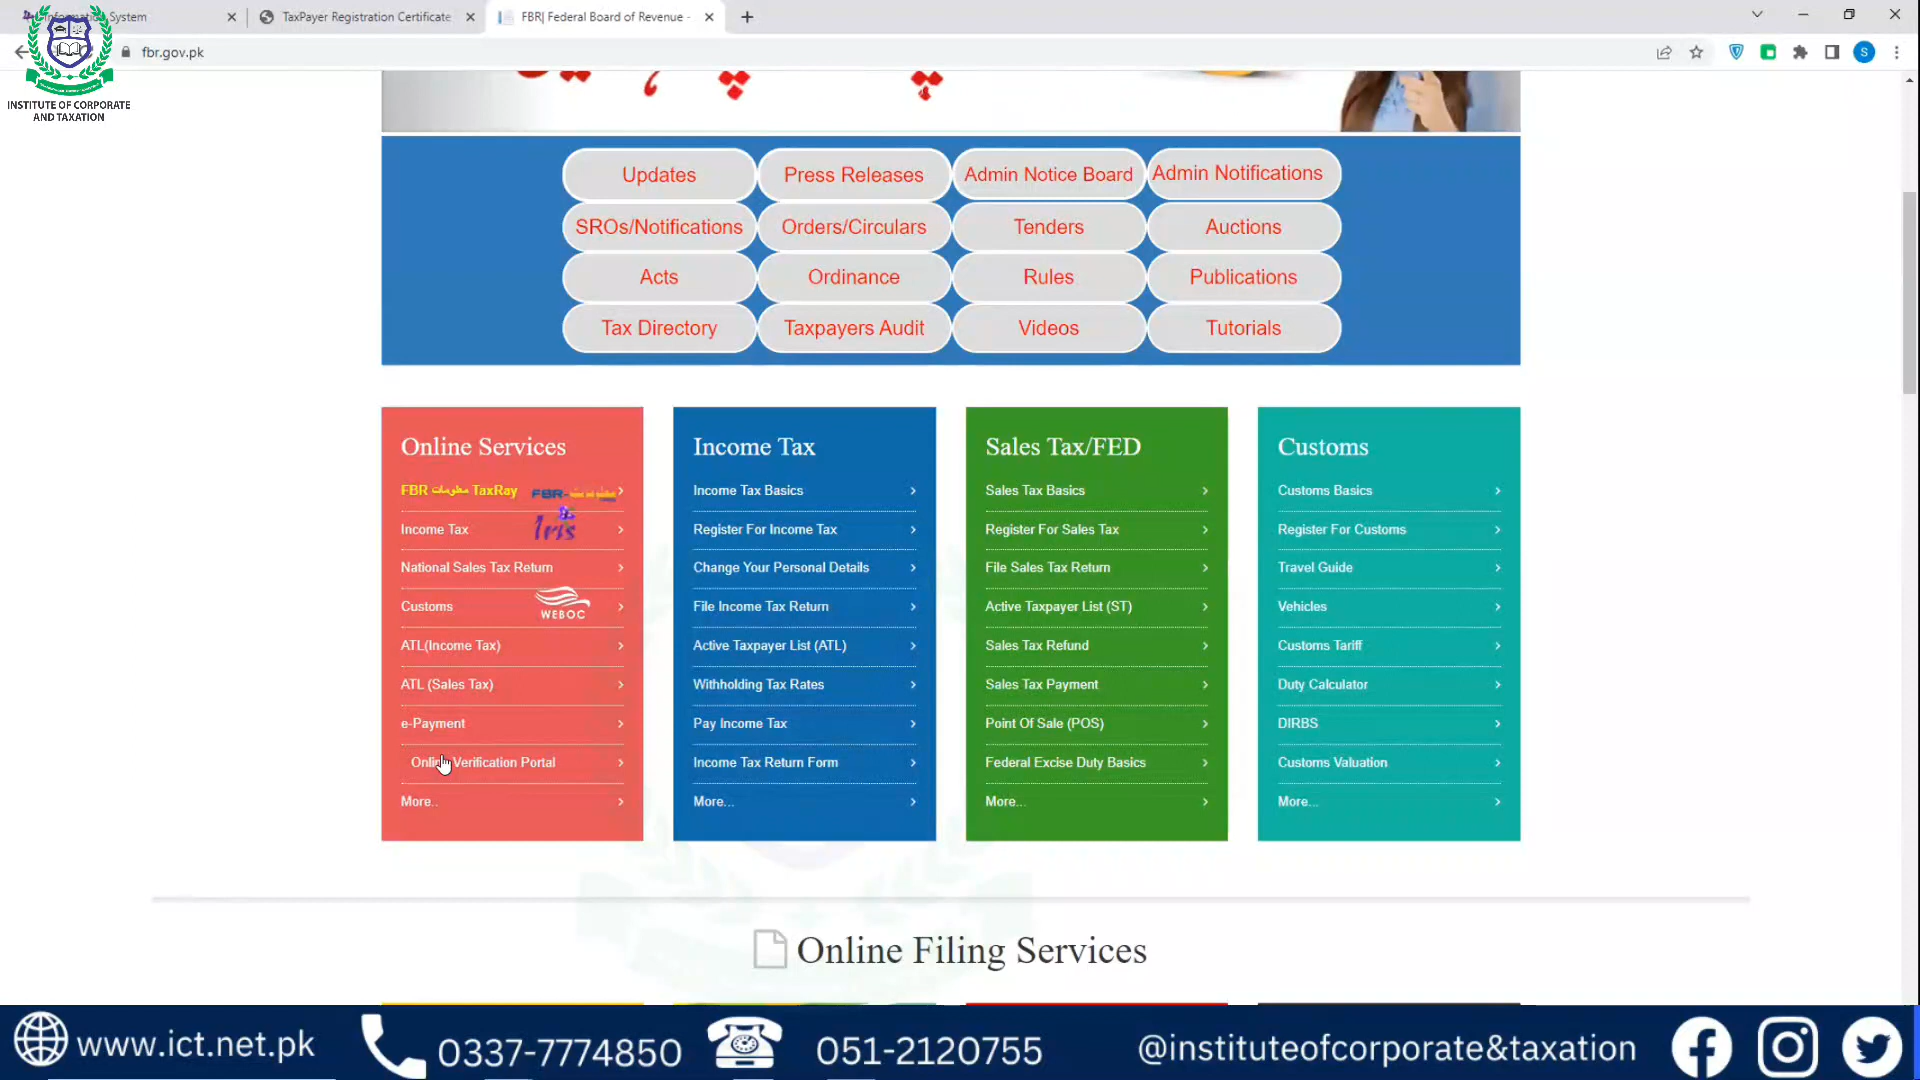 Information System
TaxPayer Registration Certificate
FBR| Federal Board of Revenue -
fbr.gov.pk
S
INSTITUTE OF CORPORATE
AND TAXATION
Updates
Press Releases
Admin Notice Board
Admin Notifications
SROs/Notifications
Orders/Circulars
Tenders
Auctions
Acts
Ordinance
Rules
Publications
Tax Directory
Taxpayers Audit
Videos
Tutorials
Online Services
FBR معلومات TaxRay
Income Tax
Iris
National Sales Tax Return
Customs
WEBOC
ATL(Income Tax)
ATL (Sales Tax)
e-Payment
Online Verification Portal
More..
Income Tax
Income Tax Basics
Register For Income Tax
Change Your Personal Details
File Income Tax Return
Active Taxpayer List (ATL)
Withholding Tax Rates
Pay Income Tax
Income Tax Return Form
More...
Sales Tax/FED
Sales Tax Basics
Register For Sales Tax
File Sales Tax Return
Active Taxpayer List (ST)
Sales Tax Refund
Sales Tax Payment
Point Of Sale (POS)
Federal Excise Duty Basics
More...
Customs
Customs Basics
Register For Customs
Travel Guide
Vehicles
Customs Tariff
Duty Calculator
DIRBS
Customs Valuation
More...
Online Filing Services
www.ict.net.pk
0337-7774850
051-2120755
@instituteofcorporate&taxation